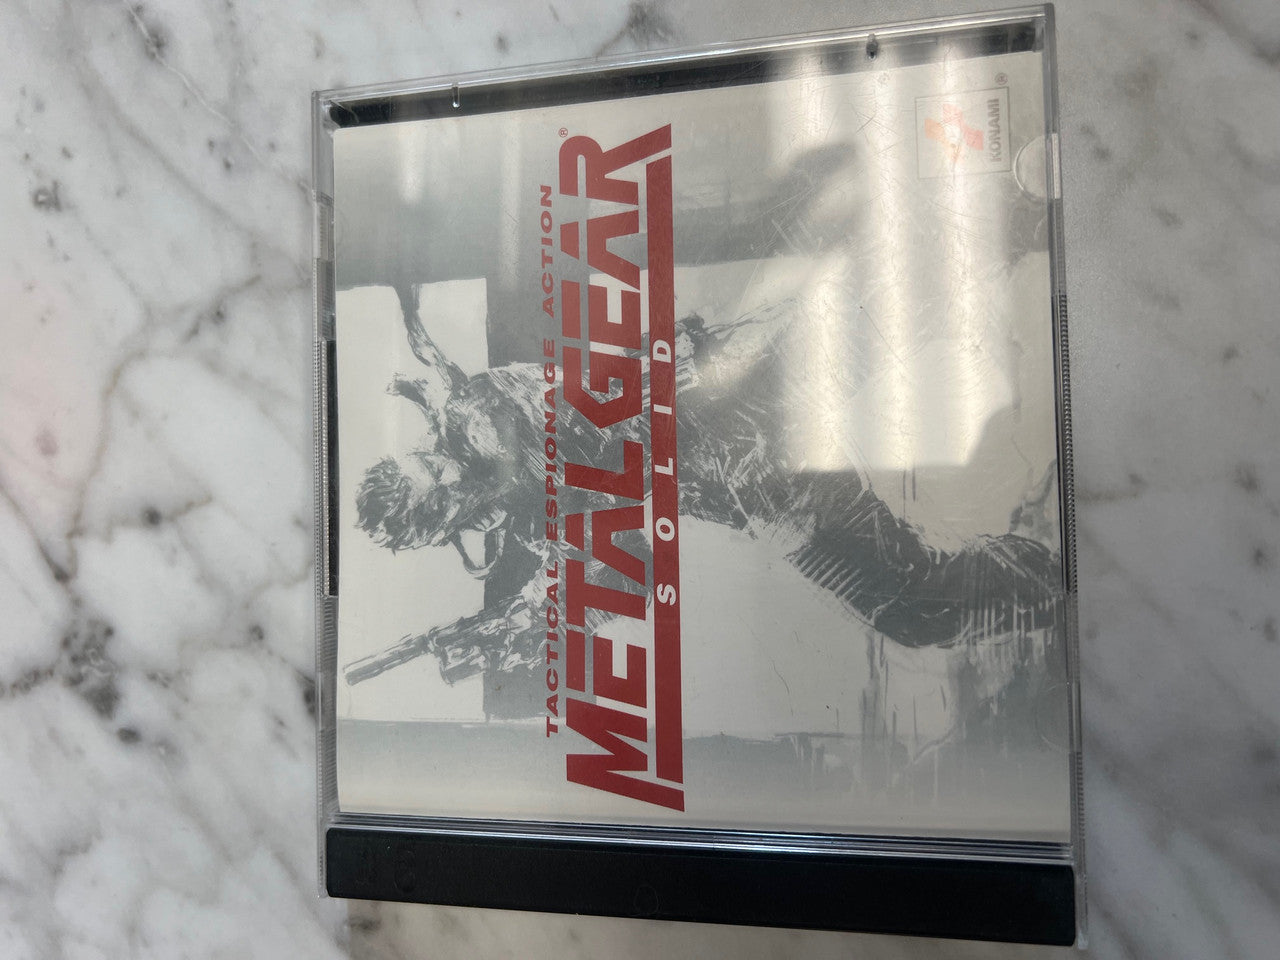 KONAMI®
TACTICAL ESPIONAGE ACTION
METAL GEAR®
SOLID